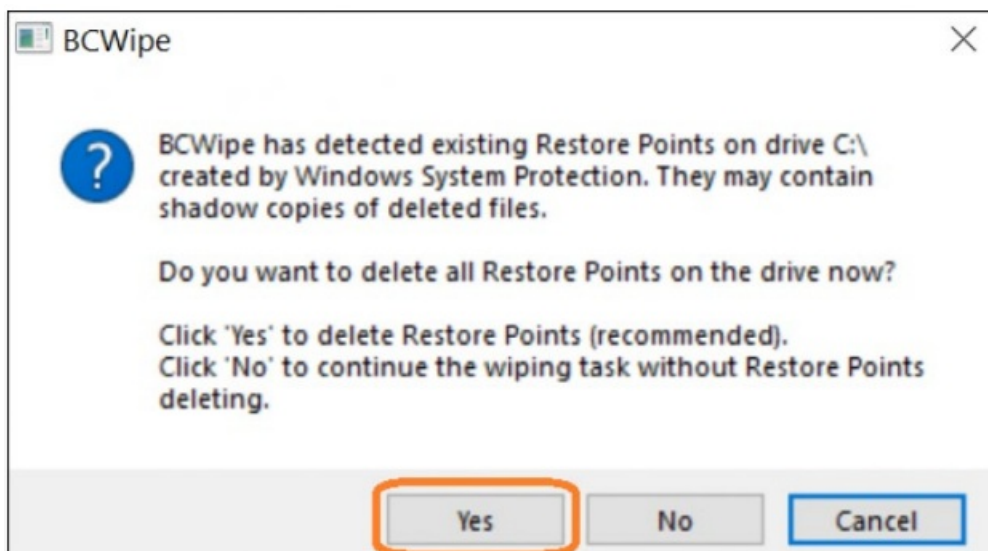 BCWipe
BCWipe has detected existing Restore Points on drive C:\
created by Windows System Protection. They may contain
shadow copies of deleted files.
Do you want to delete all Restore Points on the drive now?
Click 'Yes' to delete Restore Points (recommended).
Click 'No' to continue the wiping task without Restore Points
deleting.
Yes No Cancel